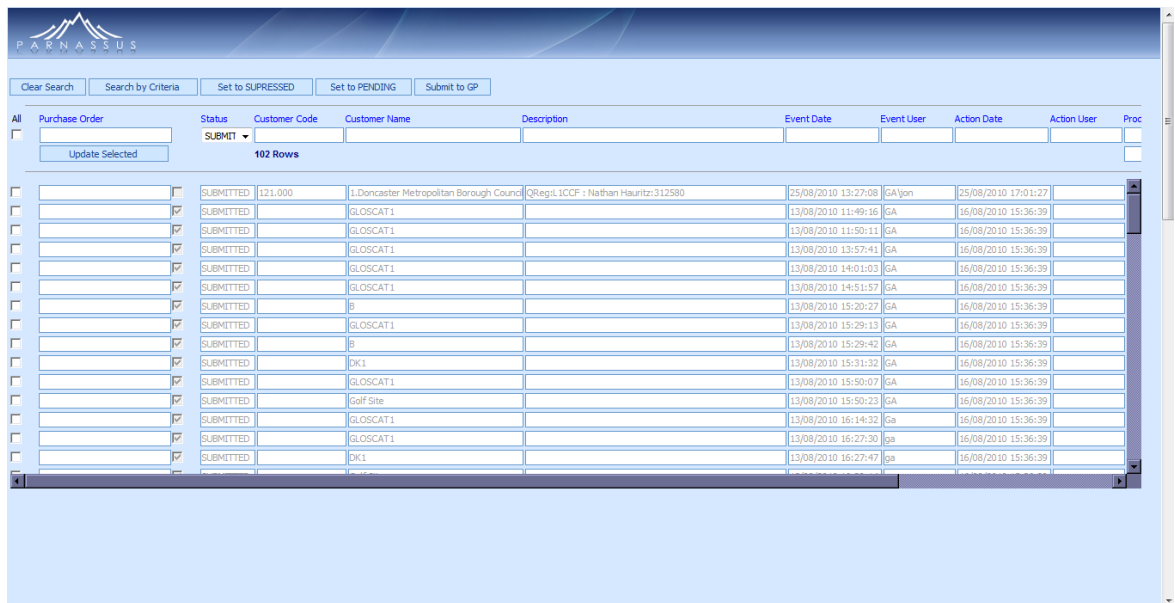 PARNASSUS
Clear Search Search by Criteria Set to SUPRESSED Set to PENDING Submit to GP
All Purchase Order Status Customer Code Customer Name Description Event Date Event User Action Date Action User Prod
SUBMIT
Update Selected 102 Rows
SUBMITTED 121.000 1.Doncaster Metropolitan Borough Council QReg:L1CCF : Nathan Hauritz:312580 25/08/2010 13:27:08 GA\jon 25/08/2010 17:01:27
SUBMITTED GLOSCAT1 13/08/2010 11:49:16 GA 16/08/2010 15:36:39
SUBMITTED GLOSCAT1 13/08/2010 11:50:11 GA 16/08/2010 15:36:39
SUBMITTED GLOSCAT1 13/08/2010 13:57:41 GA 16/08/2010 15:36:39
SUBMITTED GLOSCAT1 13/08/2010 14:01:03 GA 16/08/2010 15:36:39
SUBMITTED GLOSCAT1 13/08/2010 14:51:57 GA 16/08/2010 15:36:39
SUBMITTED B 13/08/2010 15:20:27 GA 16/08/2010 15:36:39
SUBMITTED GLOSCAT1 13/08/2010 15:29:13 GA 16/08/2010 15:36:39
SUBMITTED B 13/08/2010 15:29:42 GA 16/08/2010 15:36:39
SUBMITTED DK1 13/08/2010 15:31:32 GA 16/08/2010 15:36:39
SUBMITTED GLOSCAT1 13/08/2010 15:50:07 GA 16/08/2010 15:36:39
SUBMITTED Golf Site 13/08/2010 15:50:23 GA 16/08/2010 15:36:39
SUBMITTED GLOSCAT1 13/08/2010 16:14:32 Ga 16/08/2010 15:36:39
SUBMITTED GLOSCAT1 13/08/2010 16:27:30 ga 16/08/2010 15:36:39
SUBMITTED DK1 13/08/2010 16:27:47 ga 16/08/2010 15:36:39